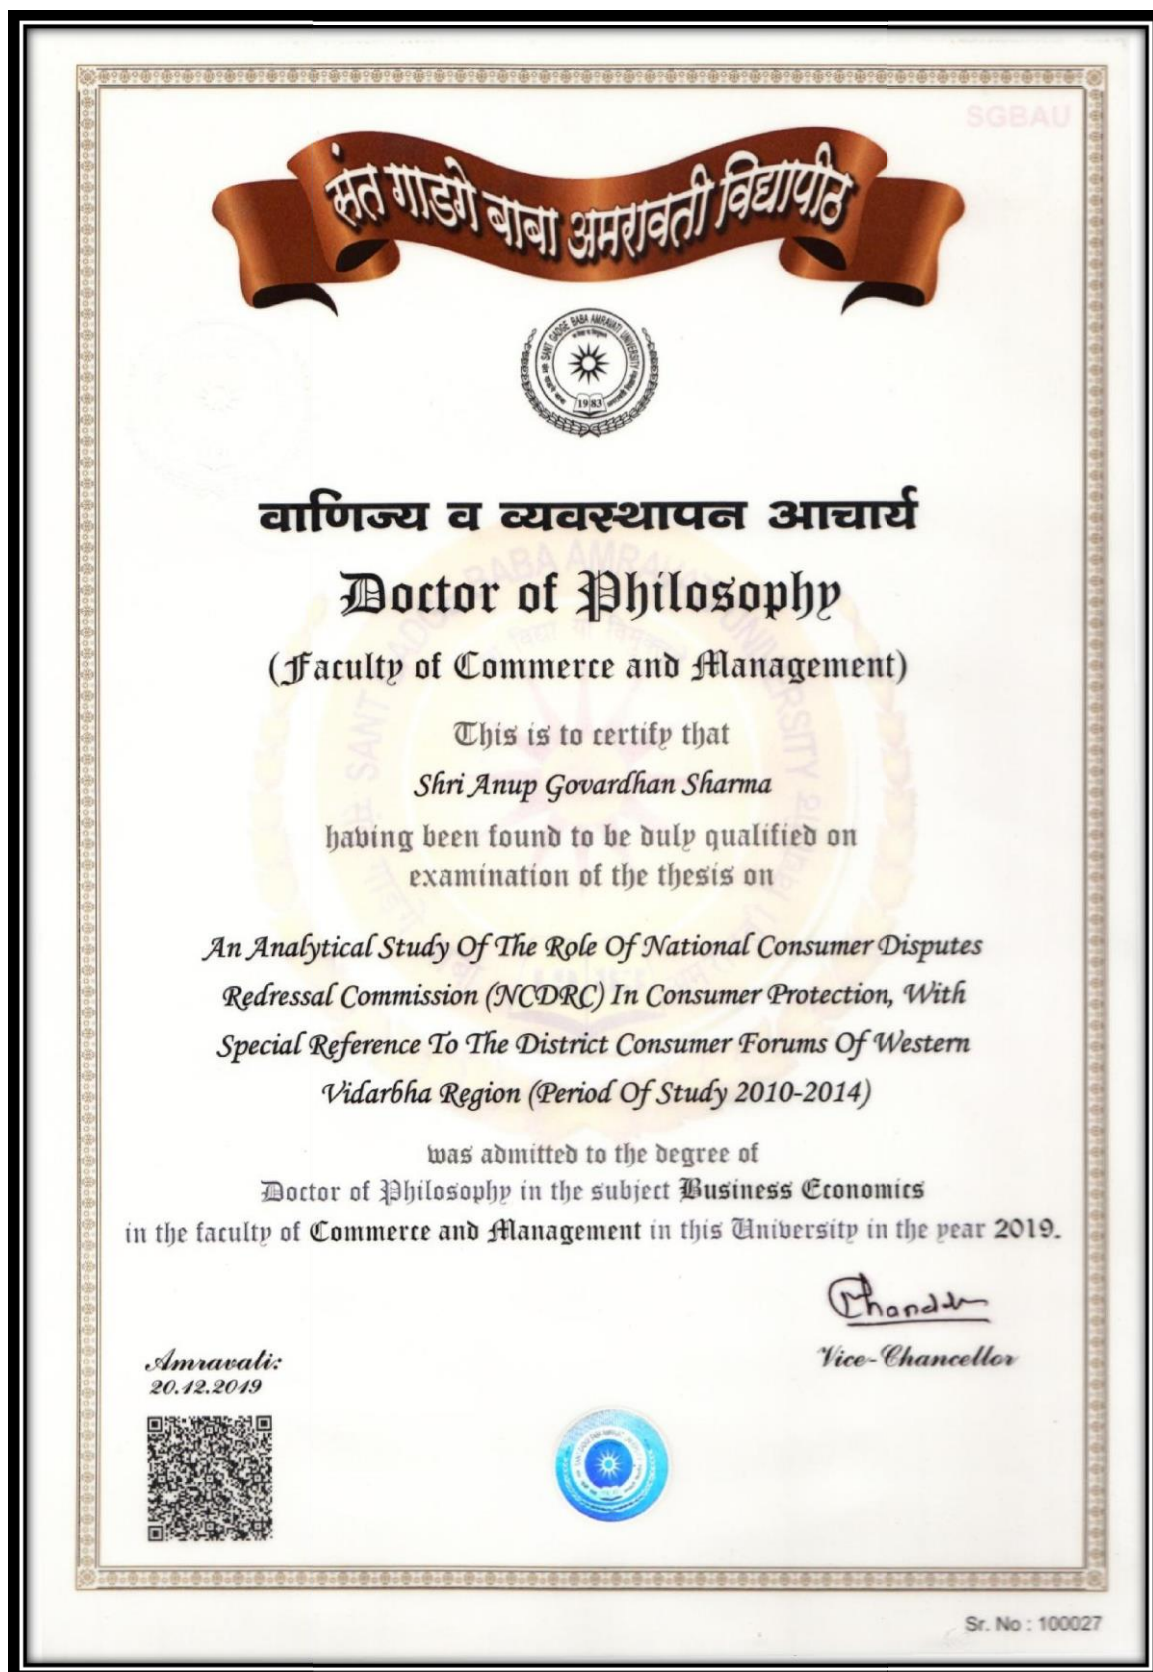 SGBAU
संत गाडगे बाबा अमरावती विद्यापीठ
SANT GADGE BABA AMRAVATI UNIVERSITY
1983
वाणिज्य व व्यवस्थापन आचार्य
Doctor of Philosophy
(Faculty of Commerce and Management)
This is to certify that
Shri Anup Govardhan Sharma
having been found to be duly qualified on
examination of the thesis on
An Analytical Study Of The Role Of National Consumer Disputes
Redressal Commission (NCDRC) In Consumer Protection, With
Special Reference To The District Consumer Forums Of Western
Vidarbha Region (Period Of Study 2010-2014)
was admitted to the degree of
Doctor of Philosophy in the subject Business Economics
in the faculty of Commerce and Management in this University in the year 2019.
Vice-Chancellor
Amravati:
20.12.2019
Sr. No : 100027